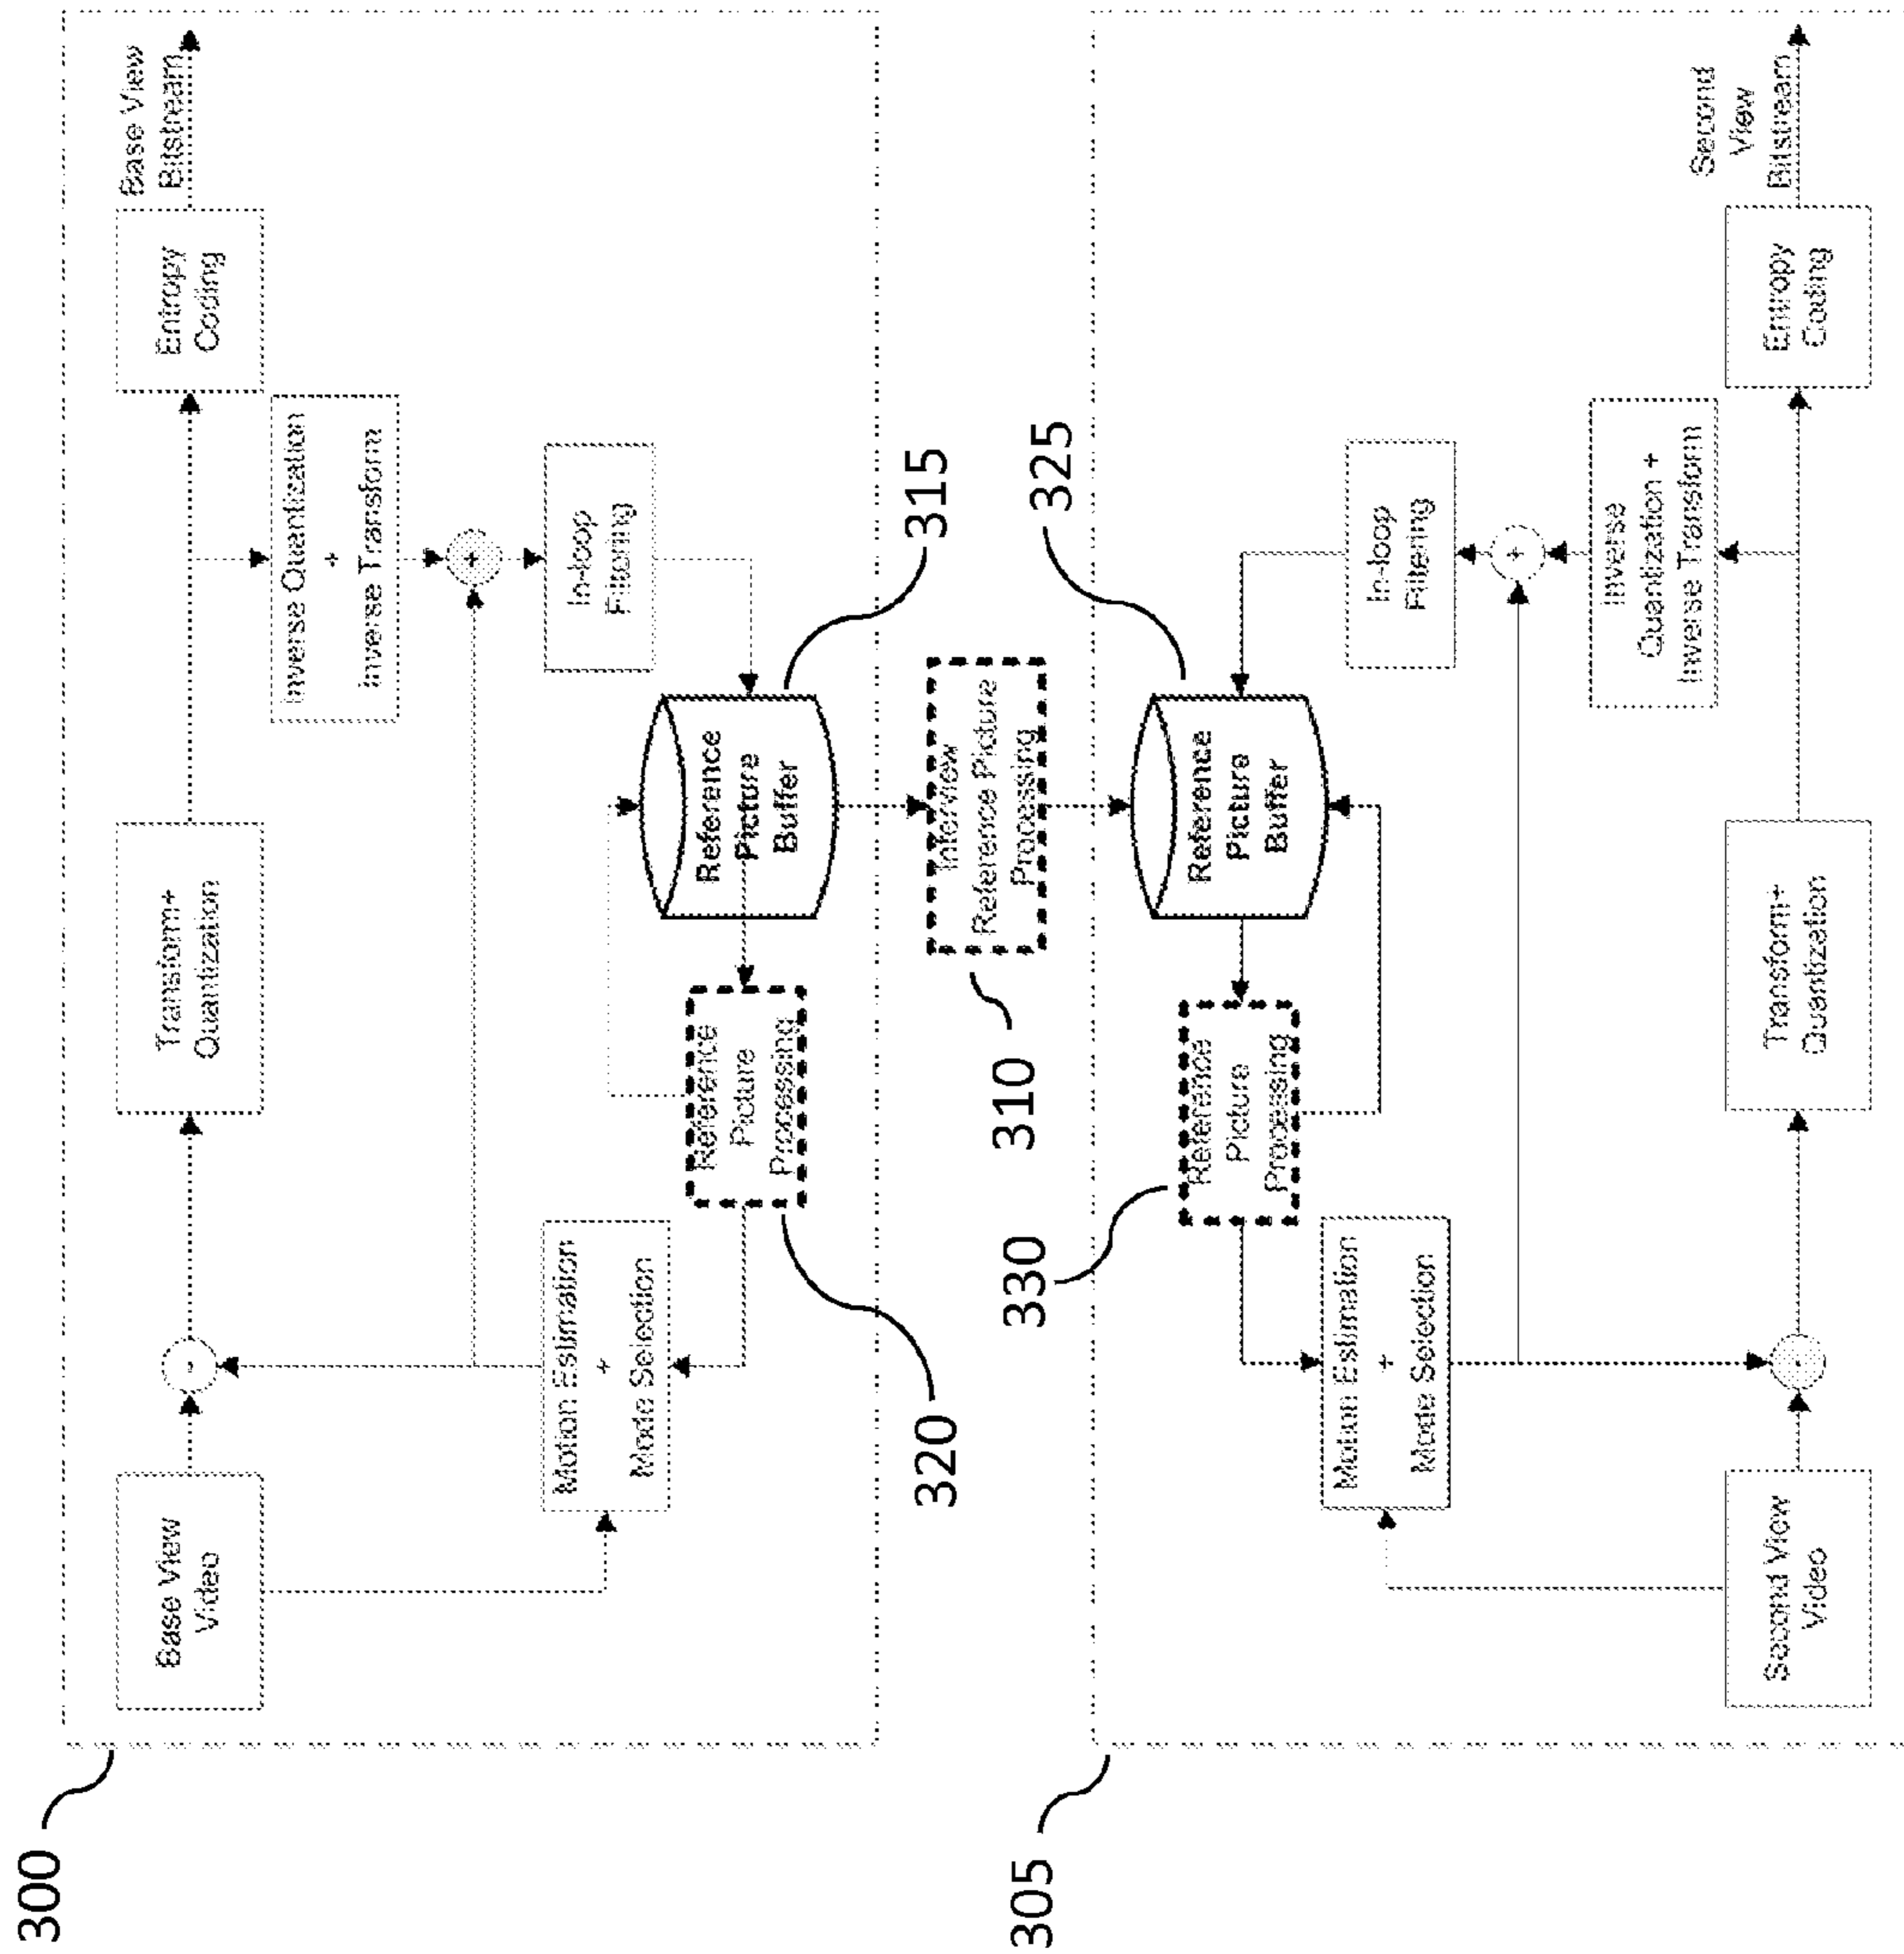 300
Base View
Video
Transform+
Quantization
Entropy
Coding
Base View
Bitstream
Inverse Quantization
+
Inverse Transform
-
+
Motion Estimation
+
Mode Selection
In-loop
Filtering
Reference
Picture
Processing
Reference
Picture
Buffer
320
315
310
Interview
Reference Picture
Processing
305
330
325
Reference
Picture
Processing
Reference
Picture
Buffer
In-loop
Filtering
Motion Estimation
+
Mode Selection
+
Inverse
Quantization +
Inverse Transform
Second View
Video
-
Transform+
Quantization
Entropy
Coding
Second
View
Bitstream